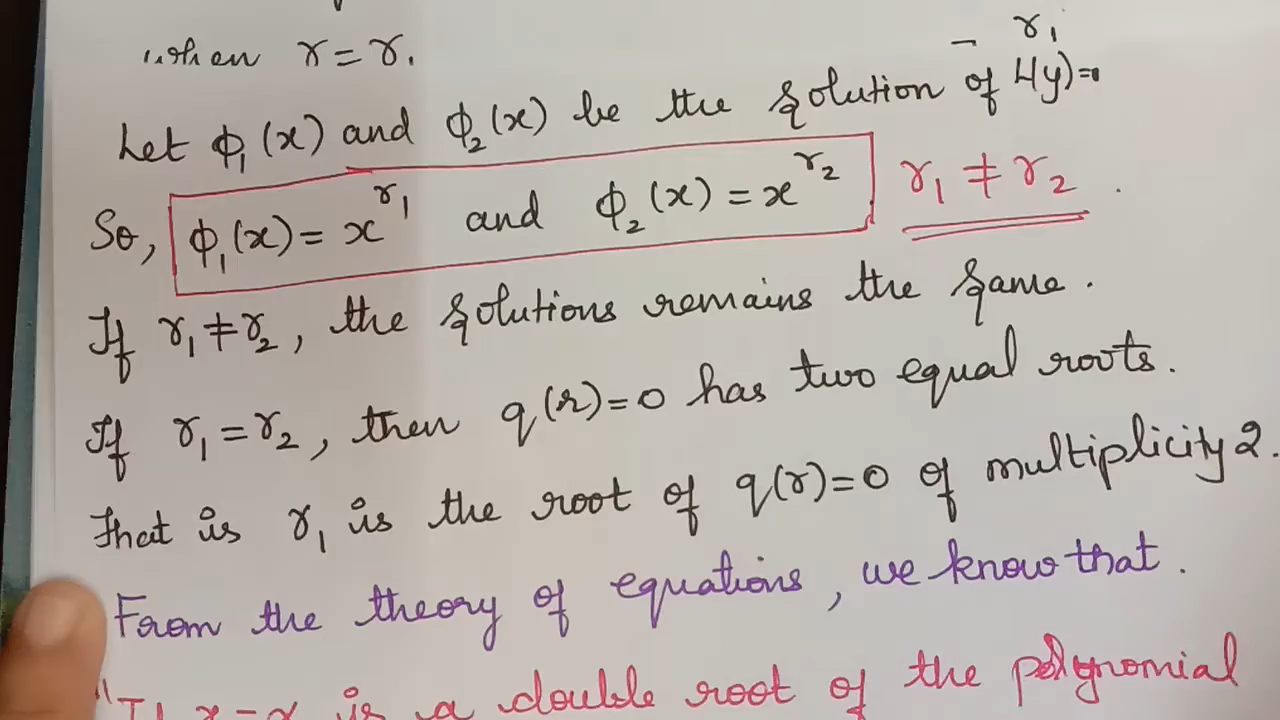 when r = r₁
r₁
Let ϕ₁(x) and ϕ₂(x) be the solution of L(y)=0
So, ϕ₁(x) = x^r₁ and ϕ₂(x) = x^r₂ r₁ ≠ r₂ .
If r₁ ≠ r₂, the solutions remains the same.
If r₁ = r₂, then q(r)=0 has two equal roots.
That is r₁ is the root of q(r)=0 of multiplicity 2.
From the theory of equations, we know that.
is a double root of the polynomial